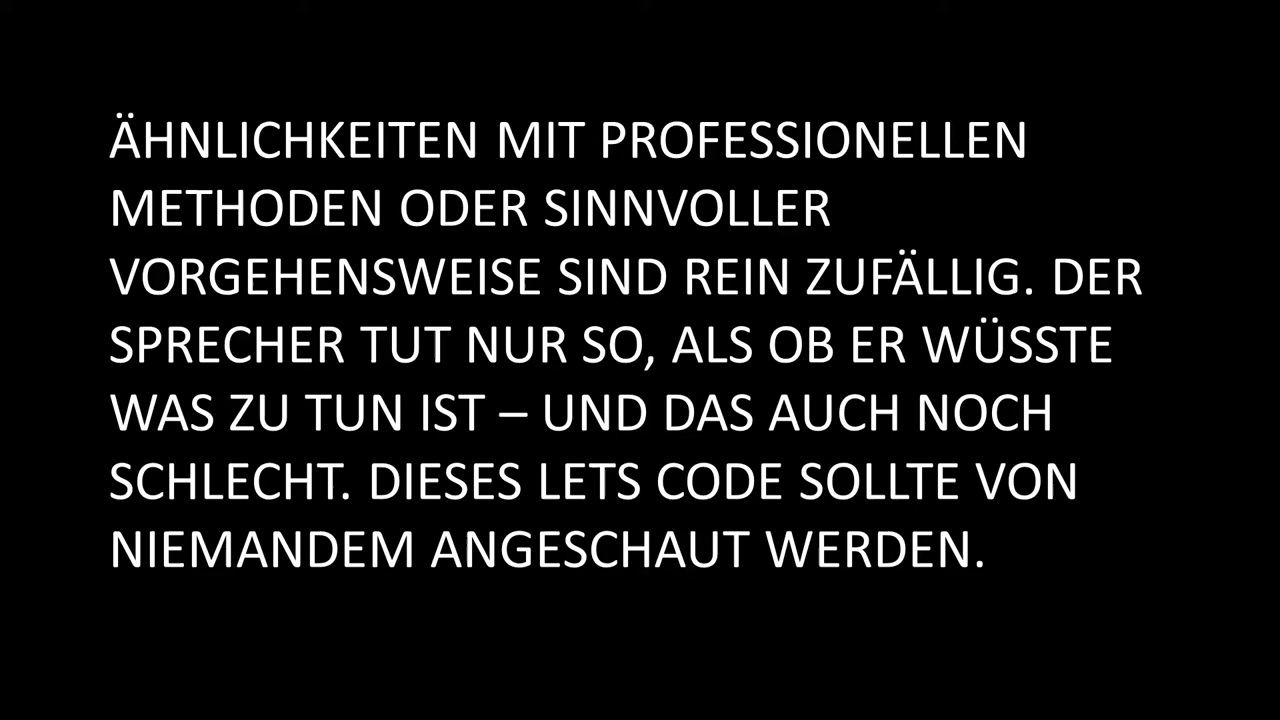 ÄHNLICHKEITEN MIT PROFESSIONELLEN
METHODEN ODER SINNVOLLER
VORGEHENSWEISE SIND REIN ZUFÄLLIG. DER
SPRECHER TUT NUR SO, ALS OB ER WÜSSTE
WAS ZU TUN IST – UND DAS AUCH NOCH
SCHLECHT. DIESES LETS CODE SOLLTE VON
NIEMANDEM ANGESCHAUT WERDEN.